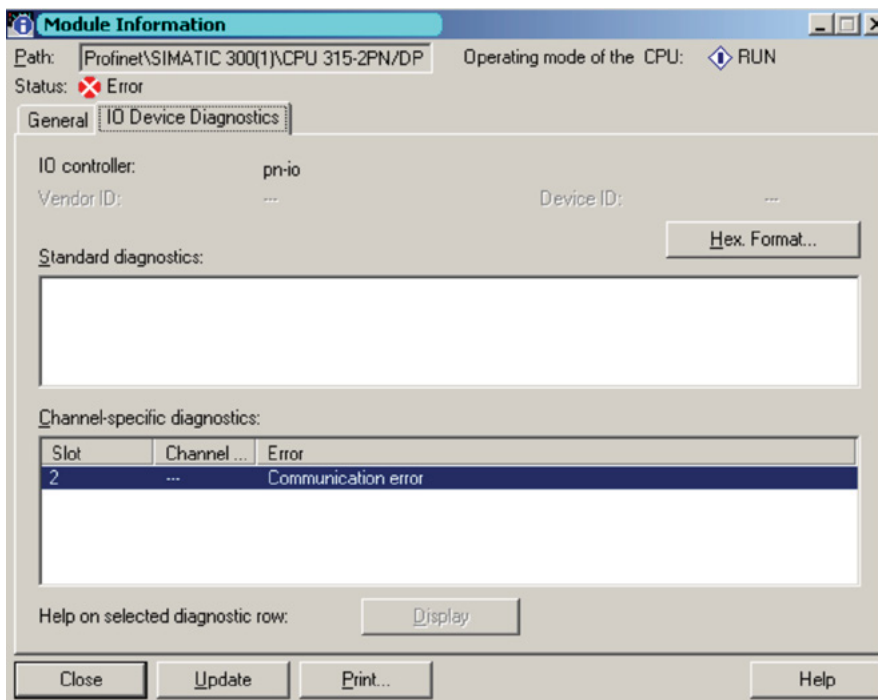 Module Information
Path: Profinet\SIMATIC 300(1)\CPU 315-2PN/DP Operating mode of the CPU: RUN
Status: Error
General IO Device Diagnostics
IO controller: pn-io
Vendor ID: --- Device ID: ---
Hex. Format...
Standard diagnostics:
Channel-specific diagnostics:
Slot Channel ... Error
2 --- Communication error
Help on selected diagnostic row: Display
Close Update Print... Help